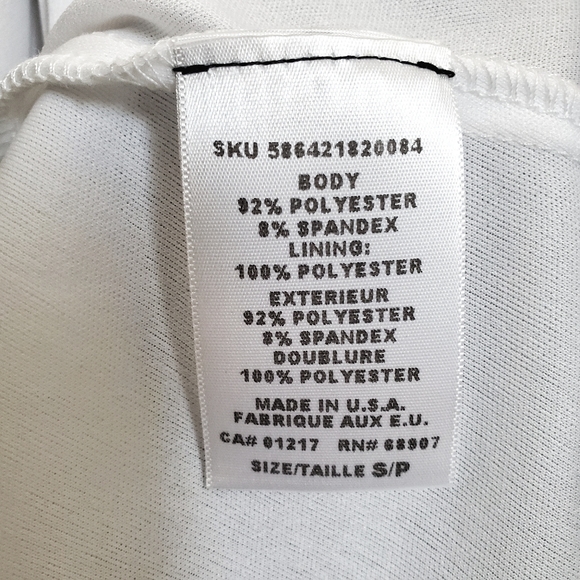 SKU 586421820084
BODY
92% POLYESTER
8% SPANDEX
LINING:
100% POLYESTER
EXTERIEUR
92% POLYESTER
8% SPANDEX
DOUBLURE
100% POLYESTER
MADE IN U.S.A.
FABRIQUE AUX E.U.
CA# 01217 RN# 68907
SIZE/TAILLE S/P